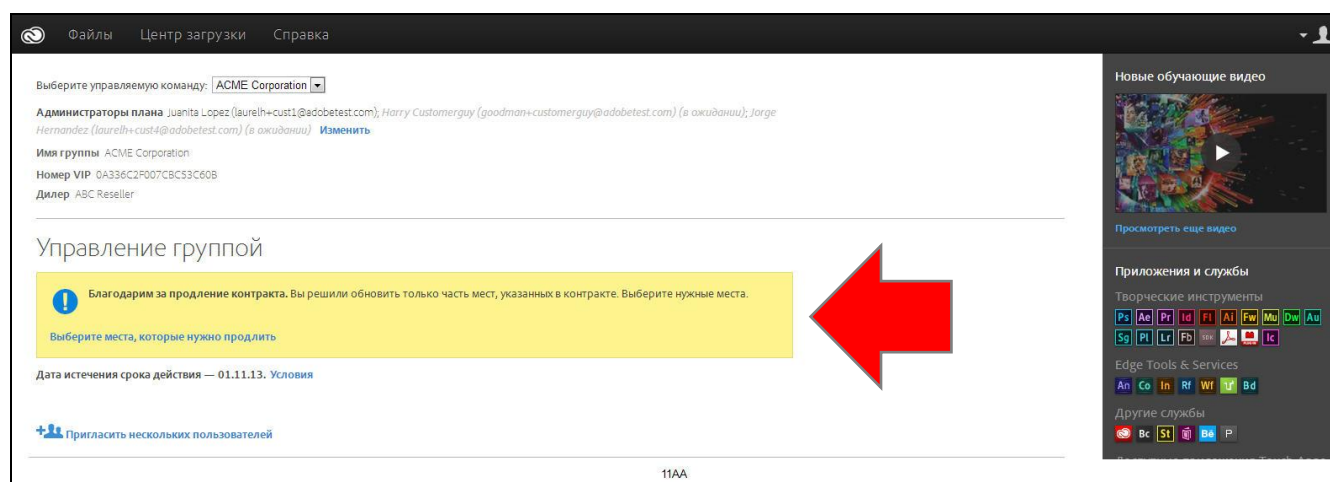 Файлы Центр загрузки Справка
Выберите управляемую команду: ACME Corporation
Администраторы плана Juanita Lopez (laurelh+cust1@adobetest.com); Harry Customerguy (goodman+customerguy@adobetest.com) (в ожидании); Jorge
Hernandez (laurelh+cust4@adobetest.com) (в ожидании) Изменить
Имя группы ACME Corporation
Номер VIP 0A336C2F007CBC53C60B
Дилер ABC Reseller
Управление группой
Благодарим за продление контракта. Вы решили обновить только часть мест, указанных в контракте. Выберите нужные места.
Выберите места, которые нужно продлить
Дата истечения срока действия — 01.11.13. Условия
Пригласить нескольких пользователей
Новые обучающие видео
Просмотреть еще видео
Приложения и службы
Творческие инструменты
Ps Ae Pr Id Fl Ai Fw Mu Dw Au
Sg Pl Lr Fb Ic
Edge Tools & Services
An Co In Rf Wf Bd
Другие службы
Bc St Bē P
11AA